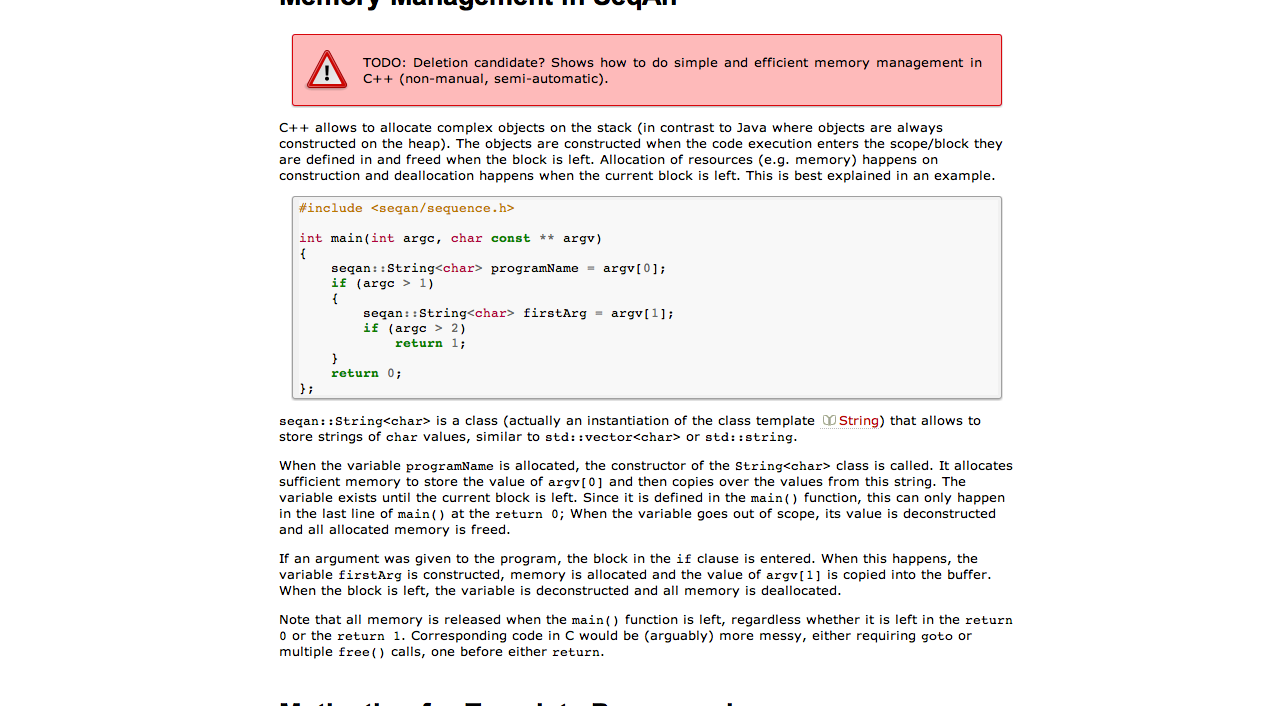 Memory Management in SeqAn
TODO: Deletion candidate? Shows how to do simple and efficient memory management in
C++ (non-manual, semi-automatic).
C++ allows to allocate complex objects on the stack (in contrast to Java where objects are always
constructed on the heap). The objects are constructed when the code execution enters the scope/block they
are defined in and freed when the block is left. Allocation of resources (e.g. memory) happens on
construction and deallocation happens when the current block is left. This is best explained in an example.
#include <seqan/sequence.h>
int main(int argc, char const ** argv)
{
    seqan::String<char> programName = argv[0];
    if (argc > 1)
    {
        seqan::String<char> firstArg = argv[1];
        if (argc > 2)
            return 1;
    }
    return 0;
};
seqan::String<char> is a class (actually an instantiation of the class template String) that allows to
store strings of char values, similar to std::vector<char> or std::string.
When the variable programName is allocated, the constructor of the String<char> class is called. It allocates
sufficient memory to store the value of argv[0] and then copies over the values from this string. The
variable exists until the current block is left. Since it is defined in the main() function, this can only happen
in the last line of main() at the return 0; When the variable goes out of scope, its value is deconstructed
and all allocated memory is freed.
If an argument was given to the program, the block in the if clause is entered. When this happens, the
variable firstArg is constructed, memory is allocated and the value of argv[1] is copied into the buffer.
When the block is left, the variable is deconstructed and all memory is deallocated.
Note that all memory is released when the main() function is left, regardless whether it is left in the return
0 or the return 1. Corresponding code in C would be (arguably) more messy, either requiring goto or
multiple free() calls, one before either return.